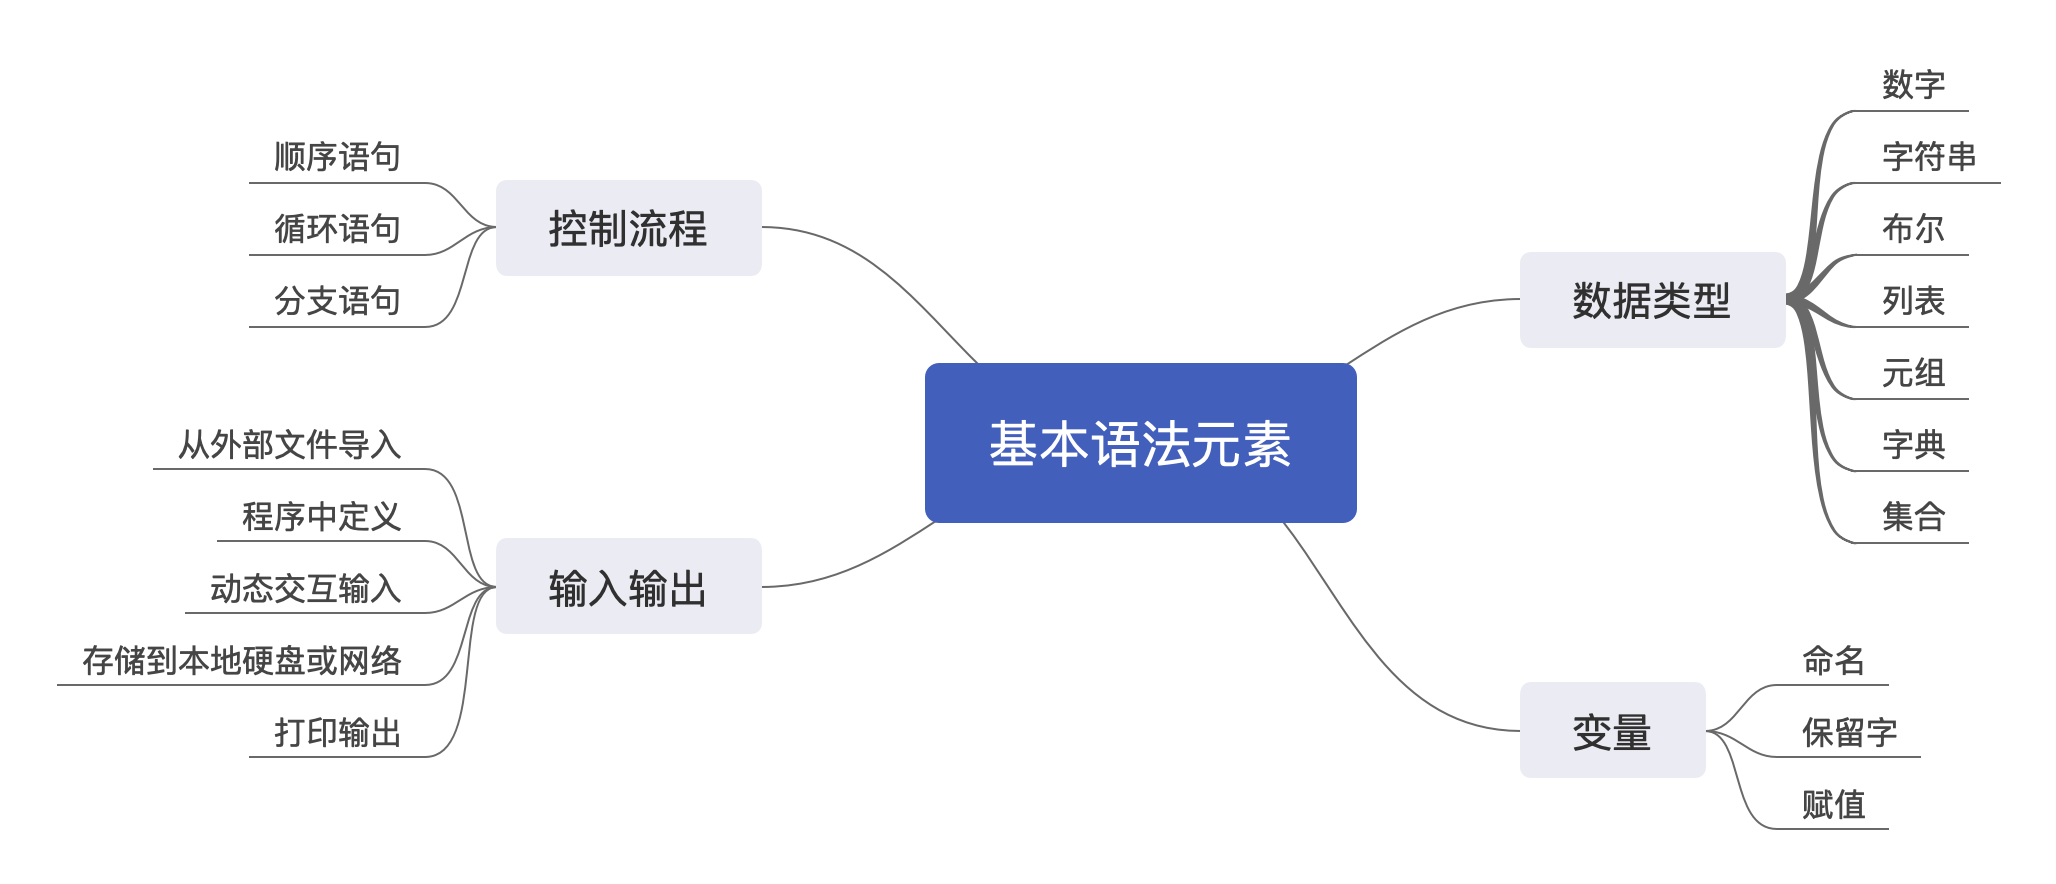 基本语法元素
数据类型
数字
字符串
布尔
列表
元组
字典
集合
变量
命名
保留字
赋值
控制流程
顺序语句
循环语句
分支语句
输入输出
从外部文件导入
程序中定义
动态交互输入
存储到本地硬盘或网络
打印输出